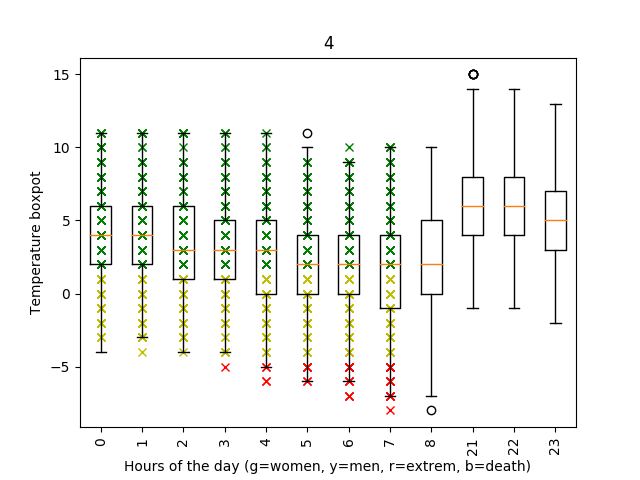 4
15
10
5
0
−5
Temperature boxpot
0 1 2 3 4 5 6 7 8 21 22 23
Hours of the day (g=women, y=men, r=extrem, b=death)